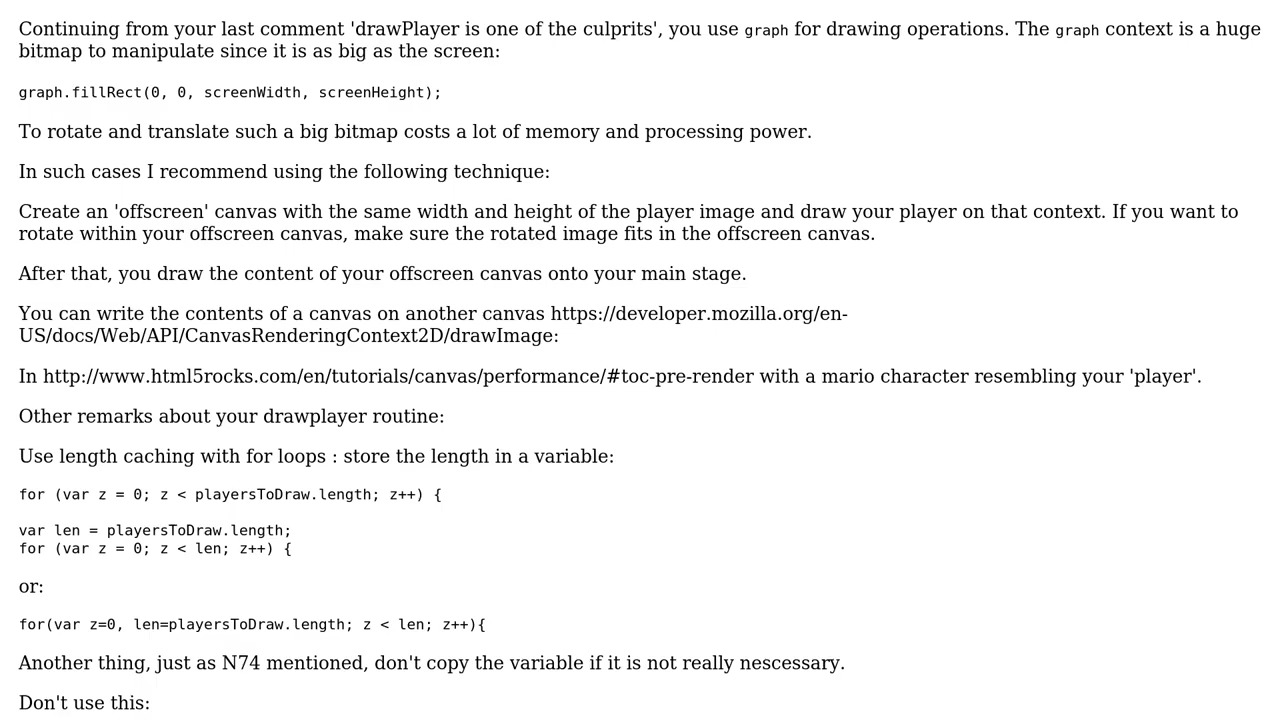 Continuing from your last comment 'drawPlayer is one of the culprits', you use graph for drawing operations. The graph context is a huge
bitmap to manipulate since it is as big as the screen:
graph.fillRect(0, 0, screenWidth, screenHeight);
To rotate and translate such a big bitmap costs a lot of memory and processing power.
In such cases I recommend using the following technique:
Create an 'offscreen' canvas with the same width and height of the player image and draw your player on that context. If you want to
rotate within your offscreen canvas, make sure the rotated image fits in the offscreen canvas.
After that, you draw the content of your offscreen canvas onto your main stage.
You can write the contents of a canvas on another canvas https://developer.mozilla.org/en-
US/docs/Web/API/CanvasRenderingContext2D/drawImage:
In http://www.html5rocks.com/en/tutorials/canvas/performance/#toc-pre-render with a mario character resembling your 'player'.
Other remarks about your drawplayer routine:
Use length caching with for loops : store the length in a variable:
for (var z = 0; z < playersToDraw.length; z++) {
var len = playersToDraw.length;
for (var z = 0; z < len; z++) {
or:
for(var z=0, len=playersToDraw.length; z < len; z++){
Another thing, just as N74 mentioned, don't copy the variable if it is not really nescessary.
Don't use this: